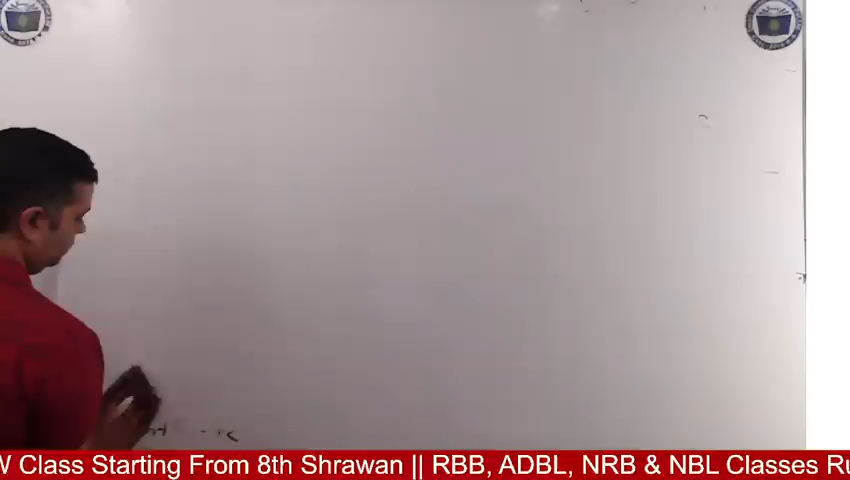 W Class Starting From 8th Shrawan || RBB, ADBL, NRB & NBL Classes Ru